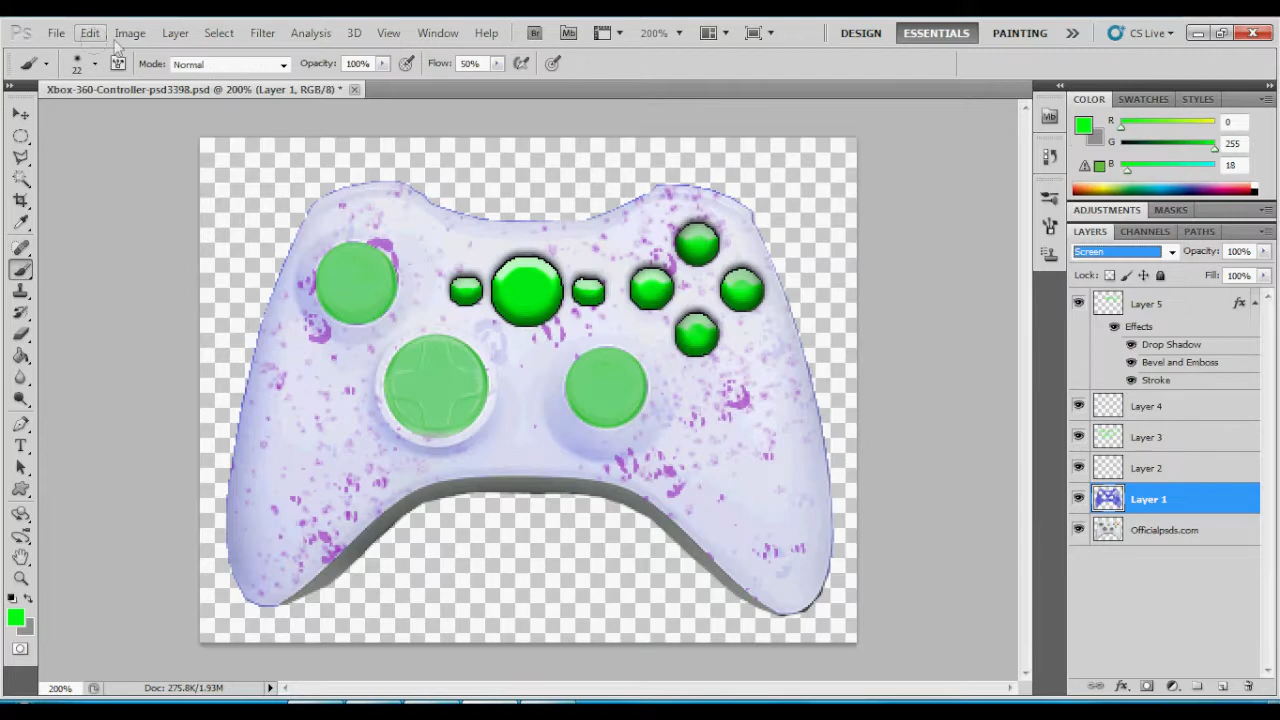 Ps File Edit Image Layer Select Filter Analysis 3D View Window Help Br Mb 200% DESIGN ESSENTIALS PAINTING CS Live
22 Mode: Normal Opacity: 100% Flow: 50%
Xbox-360-Controller-psd3398.psd @ 200% (Layer 1, RGB/8) *
COLOR SWATCHES STYLES
Mb
R 0
G 255
B 18
ADJUSTMENTS MASKS
LAYERS CHANNELS PATHS
Screen Opacity: 100%
Lock: Fill: 100%
Layer 5 fx
Effects
Drop Shadow
Bevel and Emboss
Stroke
Layer 4
Layer 3
Layer 2
Layer 1
Officialpsds.com
T
200% Doc: 275.8K/1.93M
fx